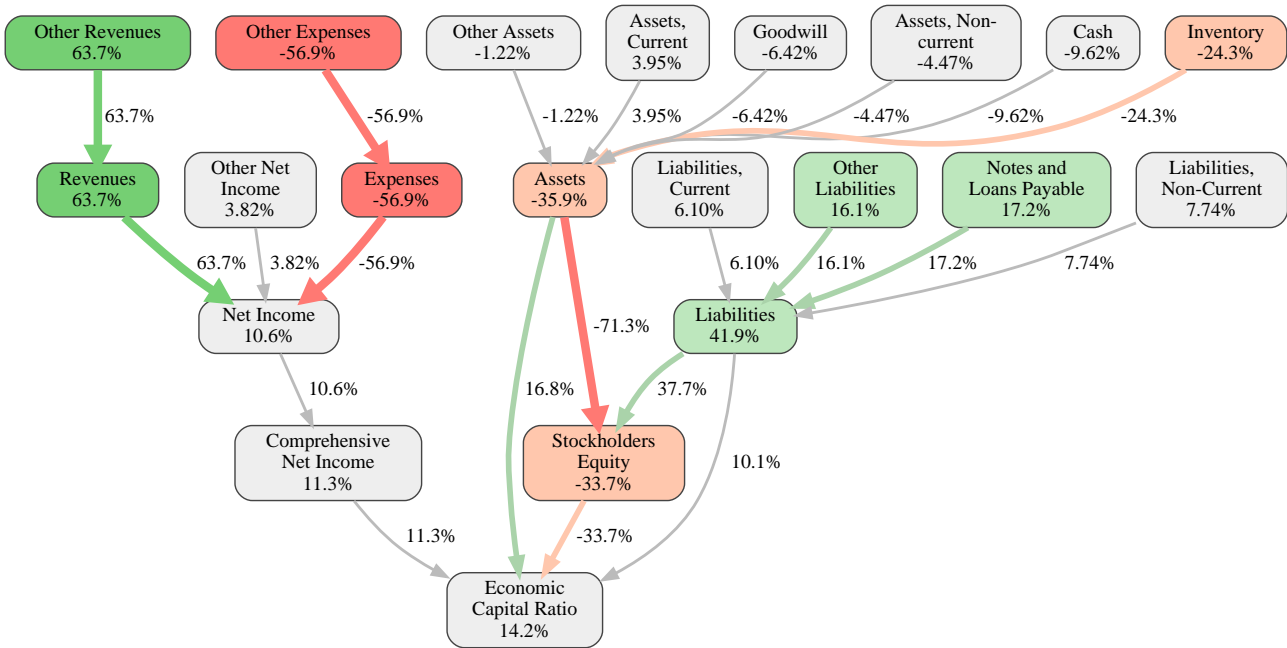 Other Revenues
63.7%
Other Expenses
-56.9%
Other Assets
-1.22%
Assets,
Current
3.95%
Goodwill
-6.42%
Assets, Non-
current
-4.47%
Cash
-9.62%
Inventory
-24.3%
63.7%
-56.9%
-1.22%
3.95%
-6.42%
-4.47%
-9.62%
-24.3%
Revenues
63.7%
Other Net
Income
3.82%
Expenses
-56.9%
Assets
-35.9%
Liabilities,
Current
6.10%
Other
Liabilities
16.1%
Notes and
Loans Payable
17.2%
Liabilities,
Non-Current
7.74%
63.7%
3.82%
-56.9%
6.10%
16.1%
17.2%
7.74%
Net Income
10.6%
-71.3%
Liabilities
41.9%
10.6%
16.8%
37.7%
Comprehensive
Net Income
11.3%
Stockholders
Equity
-33.7%
10.1%
11.3%
-33.7%
Economic
Capital Ratio
14.2%